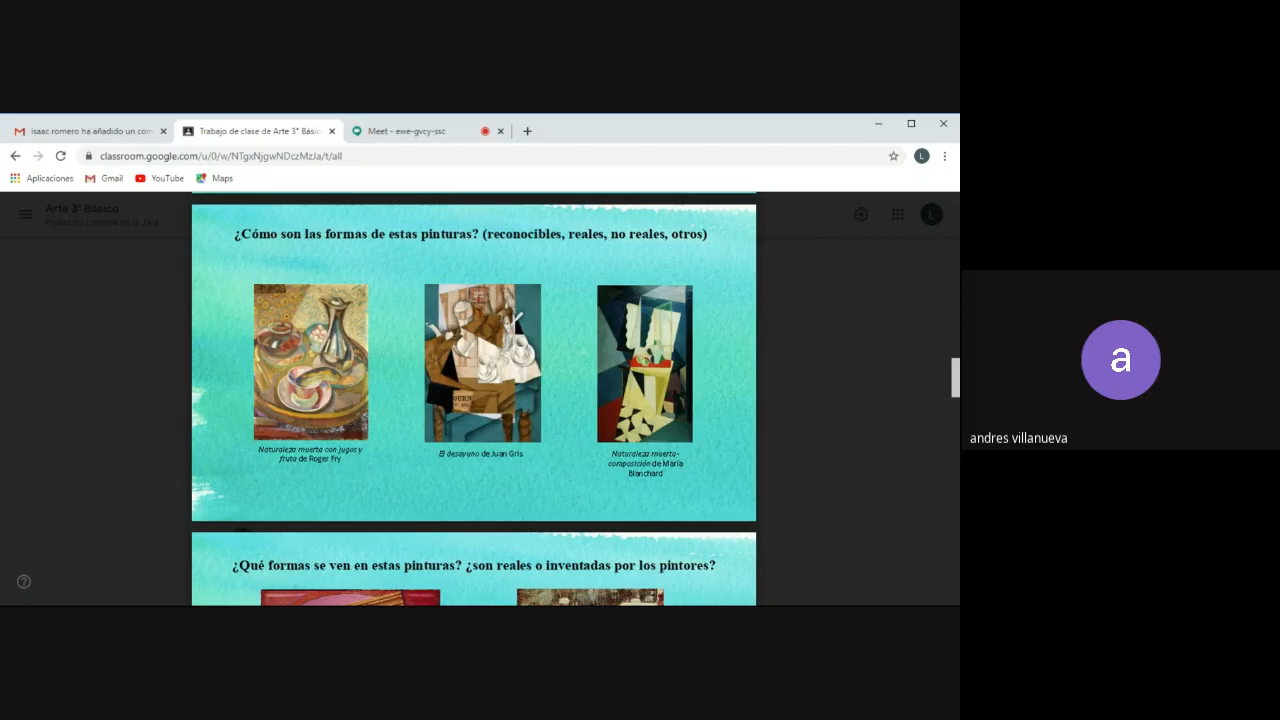 isaac romero ha añadido un com
Trabajo de clase de Arte 3° Básic
Meet - ewe-gvcy-ssc
classroom.google.com/u/0/w/NTgxNjgwNDczMzJa/t/all
L
Aplicaciones
Gmail
YouTube
Maps
Arte 3° Básico
L
¿Cómo son las formas de estas pinturas? (reconocibles, reales, no reales, otros)
Naturaleza muerta con jugos y
fruta de Roger Fry
El desayuno de Juan Gris
Naturaleza muerta-
composición de María
Blanchard
¿Qué formas se ven en estas pinturas? ¿son reales o inventadas por los pintores?
a
andres villanueva